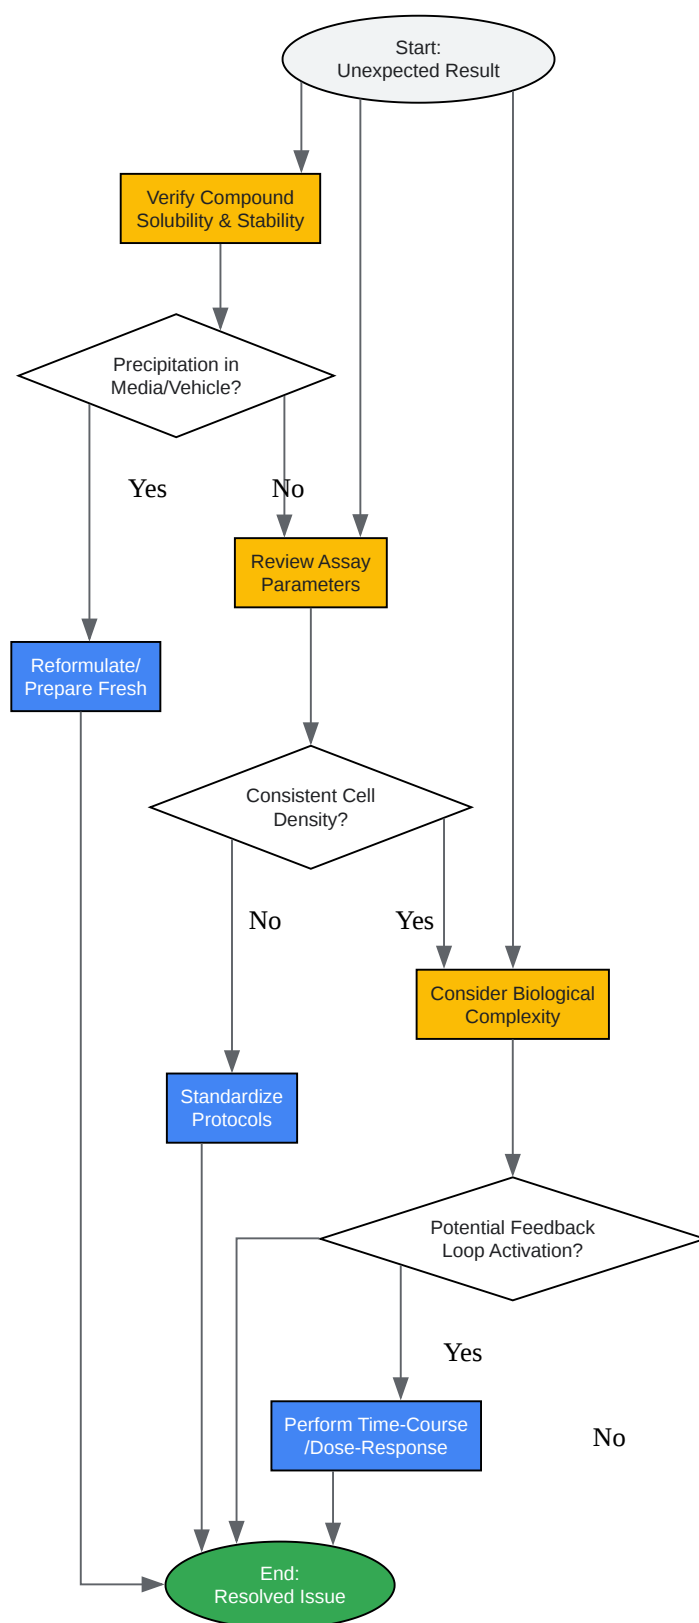 Start:
Unexpected Result
Verify Compound
Solubility & Stability
Precipitation in
Media/Vehicle?
Yes
No
Review Assay
Parameters
Reformulate/
Prepare Fresh
Consistent Cell
Density?
No
Yes
Consider Biological
Complexity
Standardize
Protocols
Potential Feedback
Loop Activation?
Yes
Perform Time-Course
/Dose-Response
No
End:
Resolved Issue